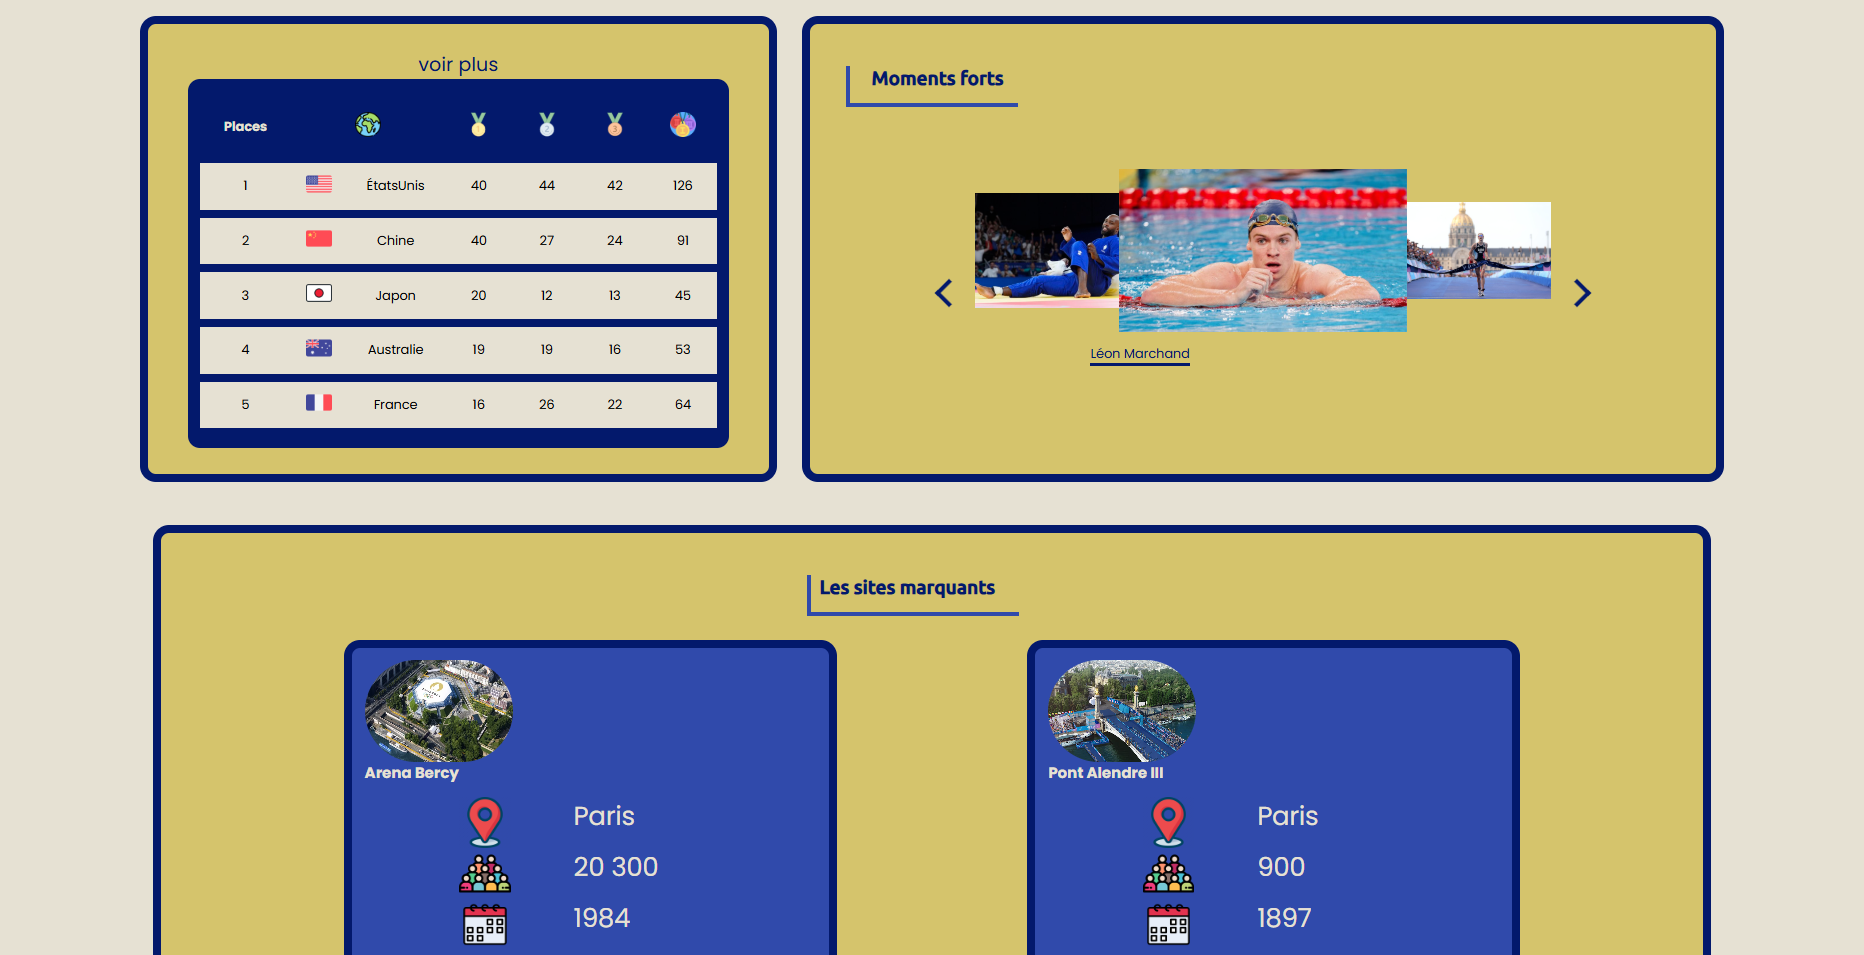 voir plus
Places
1 ÉtatsUnis 40 44 42 126
2 Chine 40 27 24 91
3 Japon 20 12 13 45
4 Australie 19 19 16 53
5 France 16 26 22 64
Moments forts
Léon Marchand
Les sites marquants
Arena Bercy
Paris
20 300
1984
Pont Alendre III
Paris
900
1897